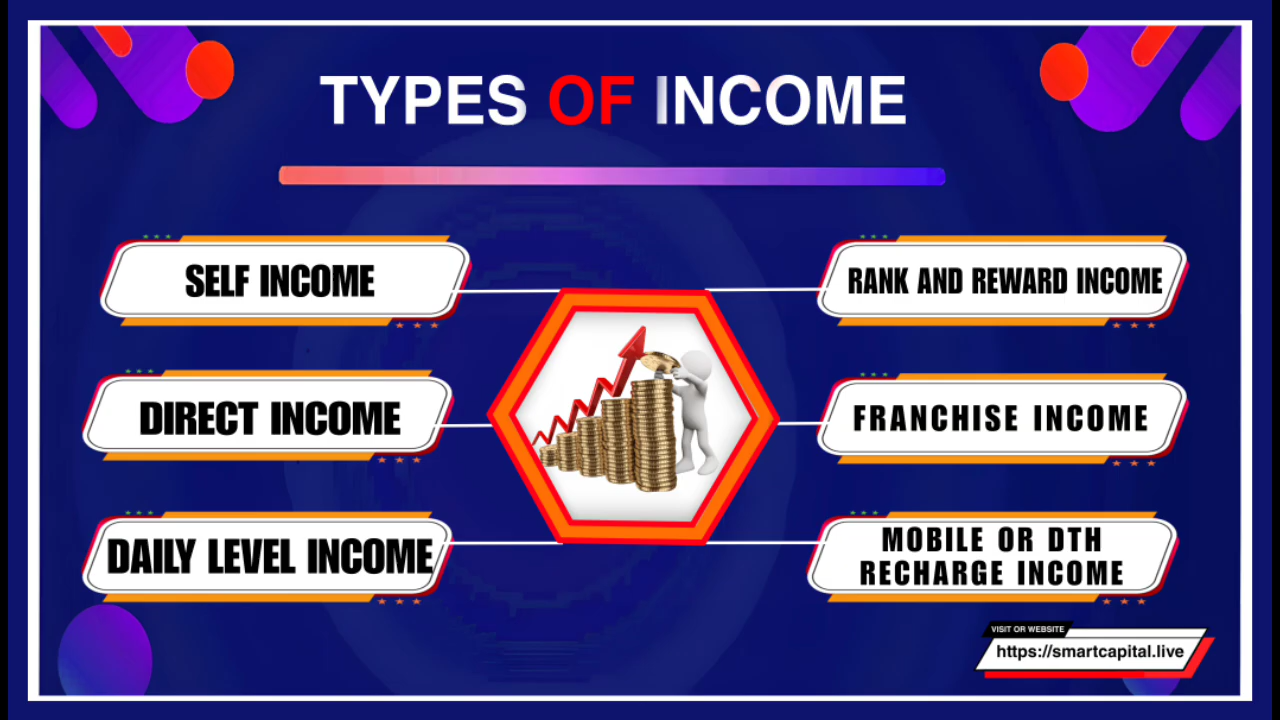 TYPES OF INCOME
SELF INCOME
DIRECT INCOME
DAILY LEVEL INCOME
RANK AND REWARD INCOME
FRANCHISE INCOME
MOBILE OR DTH
RECHARGE INCOME
VISIT OR WEBSITE
https://smartcapital.live